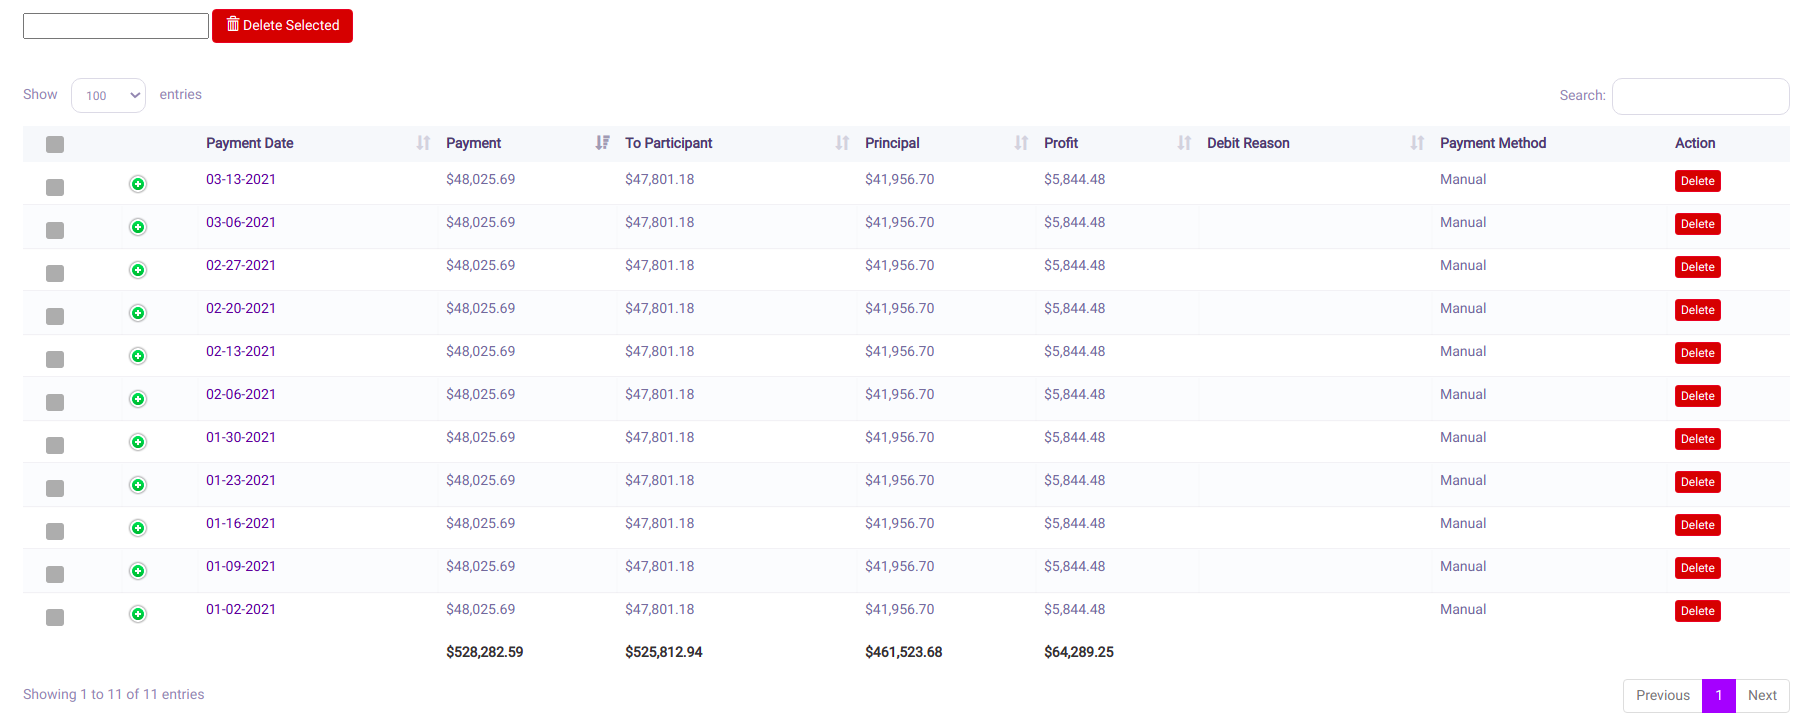 Delete Selected
Show 100 entries Search:
Payment Date Payment To Participant Principal Profit Debit Reason Payment Method Action
03-13-2021 $48,025.69 $47,801.18 $41,956.70 $5,844.48 Manual Delete
03-06-2021 $48,025.69 $47,801.18 $41,956.70 $5,844.48 Manual Delete
02-27-2021 $48,025.69 $47,801.18 $41,956.70 $5,844.48 Manual Delete
02-20-2021 $48,025.69 $47,801.18 $41,956.70 $5,844.48 Manual Delete
02-13-2021 $48,025.69 $47,801.18 $41,956.70 $5,844.48 Manual Delete
02-06-2021 $48,025.69 $47,801.18 $41,956.70 $5,844.48 Manual Delete
01-30-2021 $48,025.69 $47,801.18 $41,956.70 $5,844.48 Manual Delete
01-23-2021 $48,025.69 $47,801.18 $41,956.70 $5,844.48 Manual Delete
01-16-2021 $48,025.69 $47,801.18 $41,956.70 $5,844.48 Manual Delete
01-09-2021 $48,025.69 $47,801.18 $41,956.70 $5,844.48 Manual Delete
01-02-2021 $48,025.69 $47,801.18 $41,956.70 $5,844.48 Manual Delete
$528,282.59 $525,812.94 $461,523.68 $64,289.25
Showing 1 to 11 of 11 entries Previous 1 Next